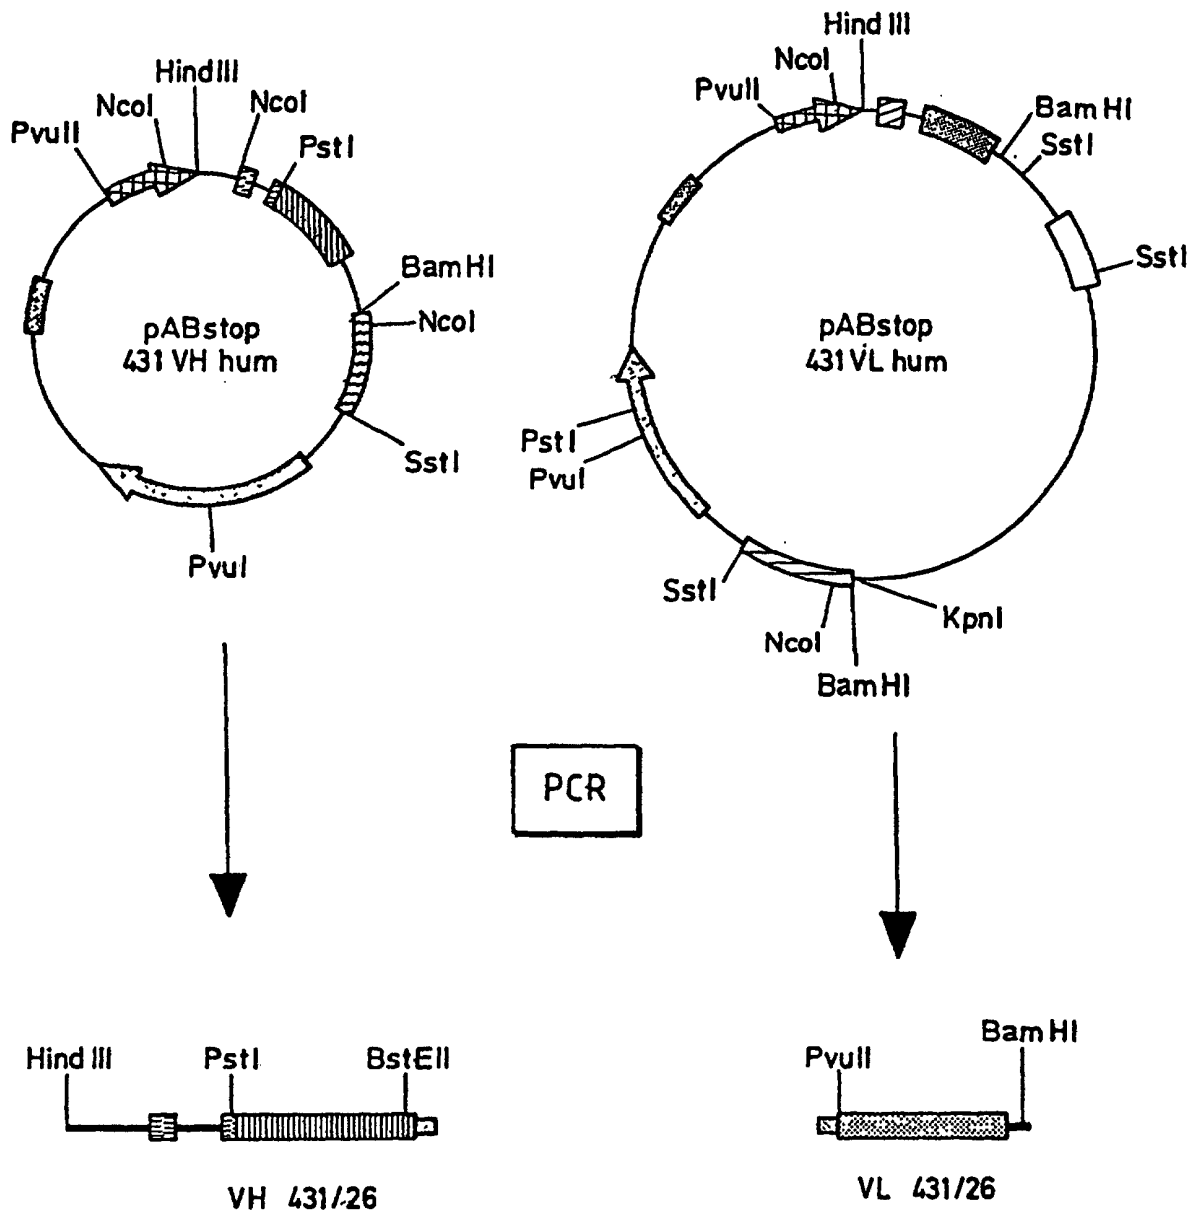 Hind III
NcoI
PvuII
BamHI
SstI
SstI
pABstop
431 VL hum
PstI
PvuI
SstI
NcoI
BamHI
KpnI
HindIII
NcoI
NcoI
PvuII
PstI
BamHI
NcoI
pABstop
431 VH hum
SstI
PvuI
PCR
Hind III
PstI
BstEII
VH 431/26
BamHI
PvuII
VL 431/26